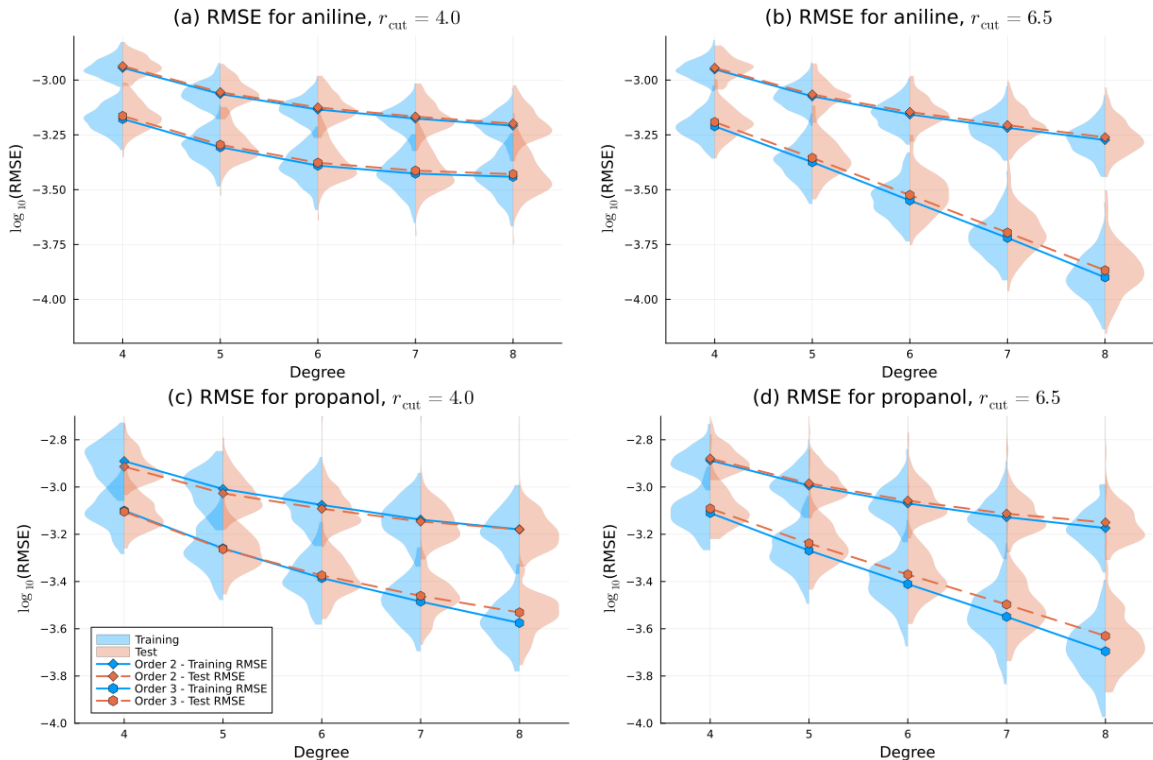 (a) RMSE for aniline, r_cut = 4.0
−3.00
−3.25
−3.50
−3.75
−4.00
log₁₀(RMSE)
4 5 6 7 8
Degree
(b) RMSE for aniline, r_cut = 6.5
−3.00
−3.25
−3.50
−3.75
−4.00
log₁₀(RMSE)
4 5 6 7 8
Degree
(c) RMSE for propanol, r_cut = 4.0
−2.8
−3.0
−3.2
−3.4
−3.6
−3.8
−4.0
log₁₀(RMSE)
Training
Test
Order 2 - Training RMSE
Order 2 - Test RMSE
Order 3 - Training RMSE
Order 3 - Test RMSE
4 5 6 7 8
Degree
(d) RMSE for propanol, r_cut = 6.5
−2.8
−3.0
−3.2
−3.4
−3.6
−3.8
−4.0
log₁₀(RMSE)
4 5 6 7 8
Degree